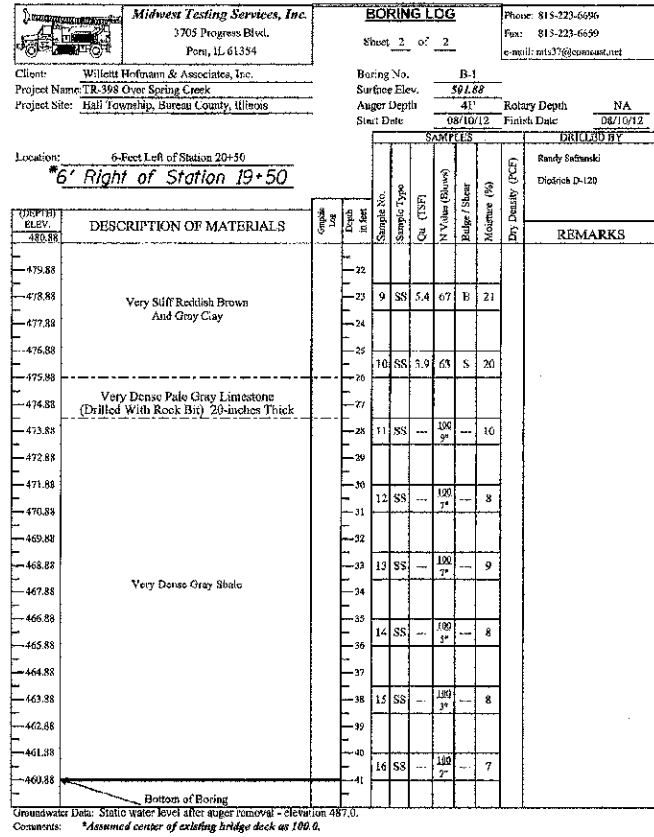 Midwest Testing Services, Inc.
3705 Progress Blvd.
Peru, IL 61354
BORING LOG
Sheet 2 of 2
Phone: 815-223-6696
Fax: 815-223-6659
e-mail: mts37@comcast.net
Client: Willett Hofmann & Associates, Inc.
Project Name: TR-398 Over Spring Creek
Project Site: Hall Township, Bureau County, Illinois
Boring No. B-1
Surface Elev. 501.88
Auger Depth 41' Rotary Depth NA
Start Date 08/10/12 Finish Date 08/10/12
Location: 6-Feet Left of Station 20+50
*6' Right of Station 19+50
SAMPLES
DRILLED BY
Randy Safranski
Diedrich D-120
(DEPTH)
ELEV.
480.88
DESCRIPTION OF MATERIALS
Graphic Log
Depth in feet
Sample No.
Sample Type
Qu (TSF)
N Value (Blows)
Bulge / Shear
Moisture (%)
Dry Density (PCF)
REMARKS
479.88 22
478.88 Very Stiff Reddish Brown 23 9 SS 5.4 67 B 21
And Gray Clay
477.88
476.88 25
10 SS 3.9 63 S 20
475.88 26
Very Dense Pale Gray Limestone
474.88 27
(Drilled With Rock Bit) 20-inches Thick
473.88 28 11 SS --- 100 9" --- 10
472.88 29
471.88 30
12 SS --- 100 7" --- 8
470.88 31
469.88 32
468.88 33 13 SS --- 100 7" --- 9
Very Dense Gray Shale
467.88 34
466.88 35
14 SS --- 100 5" --- 8
465.88 36
464.88 37
463.88 38 15 SS --- 100 3" --- 8
462.88 39
461.88 40
16 SS --- 100 2" --- 7
460.88 41
Bottom of Boring
Groundwater Data: Static water level after auger removal - elevation 487.0.
Comments: *Assumed center of existing bridge deck as 100.0.